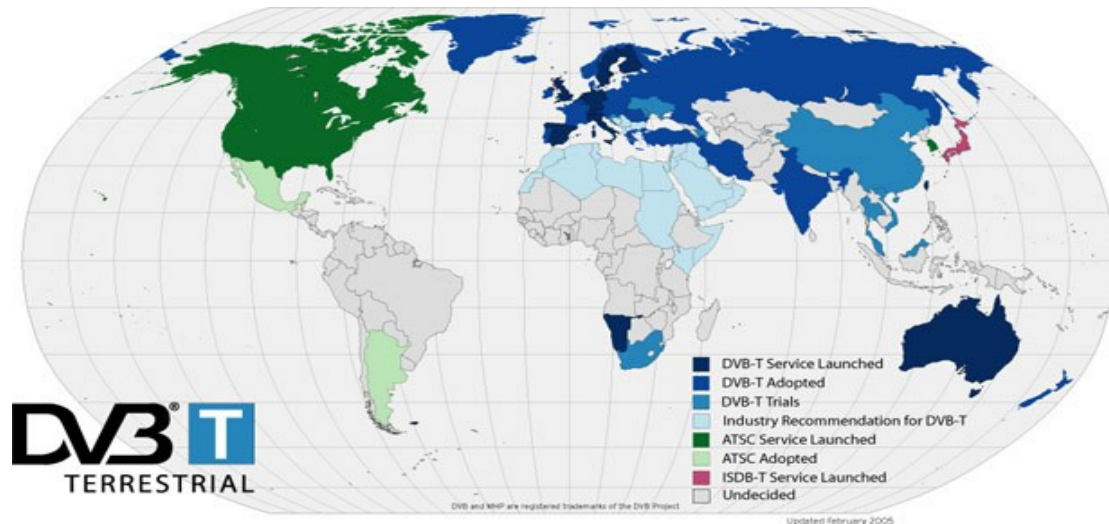 DVB-T Service Launched
DVB-T Adopted
DVB-T Trials
Industry Recommendation for DVB-T
ATSC Service Launched
ATSC Adopted
ISDB-T Service Launched
Undecided
DVB® T
TERRESTRIAL
DVB and MHP are registered trademarks of the DVB Project
Updated February 2005